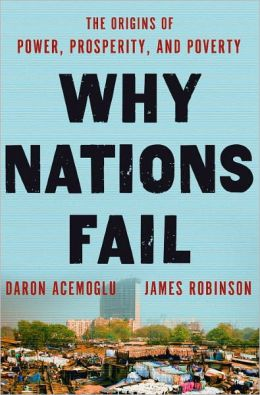 THE ORIGINS OF
POWER, PROSPERITY, AND POVERTY
WHY
NATIONS
FAIL
DARON ACEMOGLU JAMES ROBINSON